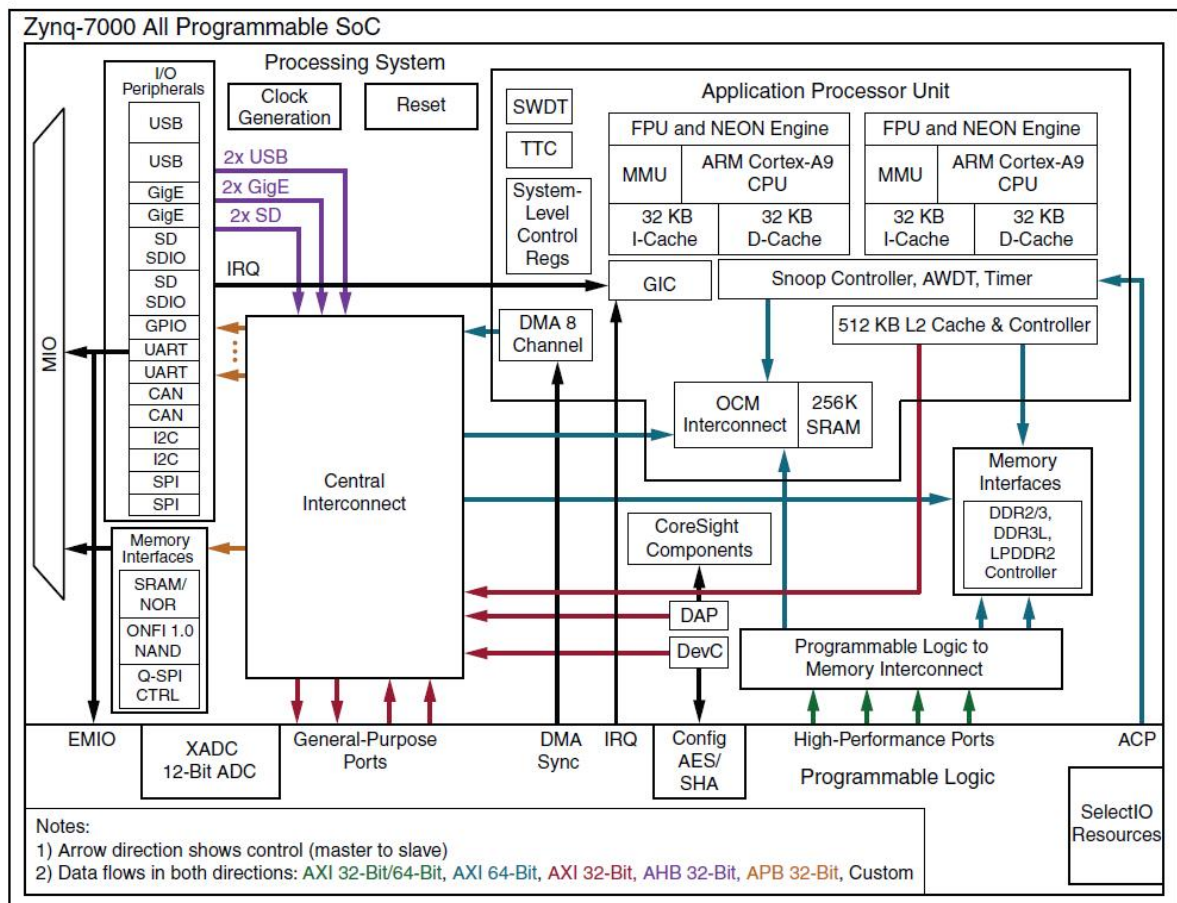 Zynq-7000 All Programmable SoC
I/O
Peripherals
USB
USB
GigE
GigE
SD
SDIO
SD
SDIO
GPIO
UART
UART
CAN
CAN
I2C
I2C
SPI
SPI
MIO
Memory
Interfaces
SRAM/
NOR
ONFI 1.0
NAND
Q-SPI
CTRL
Processing System
Clock
Generation
Reset
2x USB
2x GigE
2x SD
IRQ
Central
Interconnect
Application Processor Unit
SWDT
TTC
System-
Level
Control
Regs
FPU and NEON Engine
MMU
ARM Cortex-A9
CPU
32 KB
I-Cache
32 KB
D-Cache
FPU and NEON Engine
MMU
ARM Cortex-A9
CPU
32 KB
I-Cache
32 KB
D-Cache
GIC
Snoop Controller, AWDT, Timer
DMA 8
Channel
512 KB L2 Cache & Controller
OCM
Interconnect
256K
SRAM
Memory
Interfaces
DDR2/3,
DDR3L,
LPDDR2
Controller
CoreSight
Components
DAP
DevC
Programmable Logic to
Memory Interconnect
EMIO
XADC
12-Bit ADC
General-Purpose
Ports
DMA
Sync
IRQ
Config
AES/
SHA
High-Performance Ports
ACP
Programmable Logic
SelectIO
Resources
Notes:
1) Arrow direction shows control (master to slave)
2) Data flows in both directions: AXI 32-Bit/64-Bit, AXI 64-Bit, AXI 32-Bit, AHB 32-Bit, APB 32-Bit, Custom